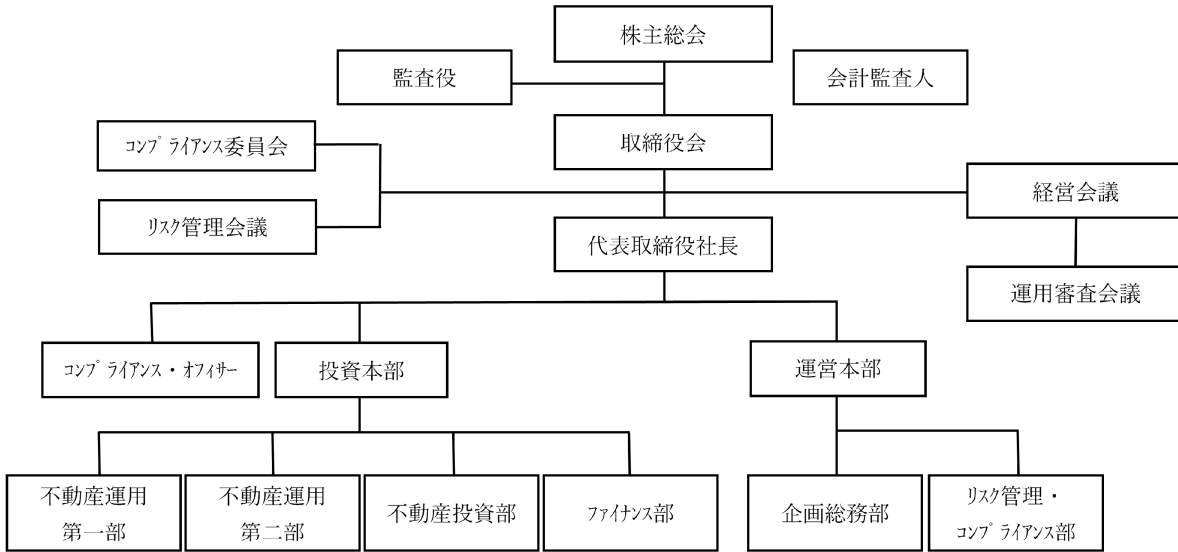 株主総会
監査役
会計監査人
ｺﾝﾌﾟﾗｲｱﾝｽ委員会
取締役会
経営会議
ﾘｽｸ管理会議
代表取締役社長
運用審査会議
ｺﾝﾌﾟﾗｲｱﾝｽ・ｵﾌｨｻｰ
投資本部
運営本部
不動産運用
第一部
不動産運用
第二部
不動産投資部
ﾌｧｲﾅﾝｽ部
企画総務部
ﾘｽｸ管理・
ｺﾝﾌﾟﾗｲｱﾝｽ部